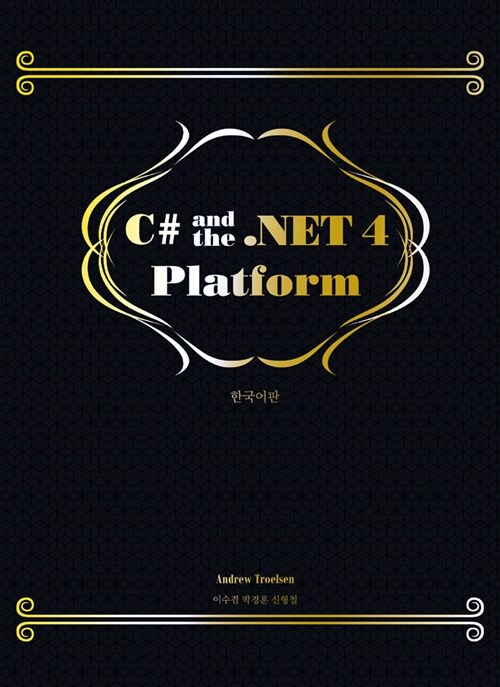 C# and the .NET 4
Platform
한국어판
Andrew Troelsen
이수겸 박경훈 신형철